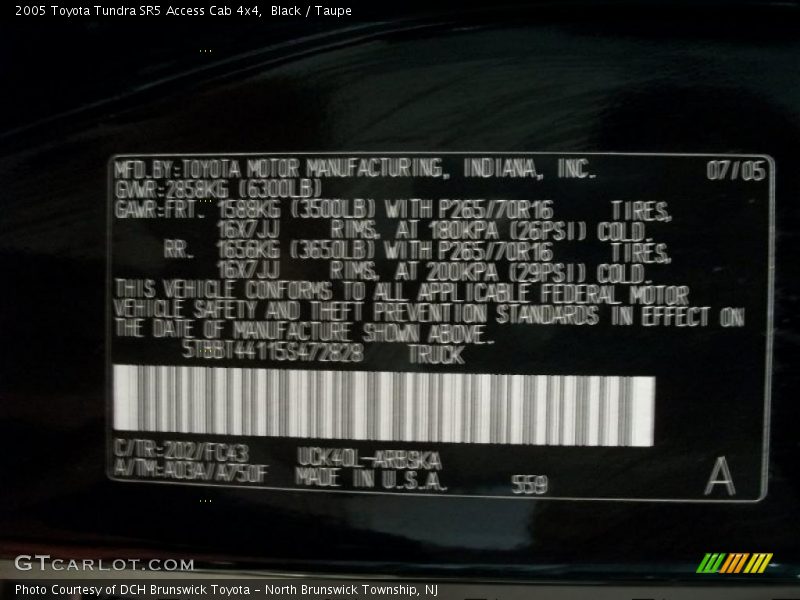 2005 Toyota Tundra SR5 Access Cab 4x4, Black / Taupe
MFD.BY:TOYOTA MOTOR MANUFACTURING, INDIANA, INC. 07/05
GVWR:2858KG (6300LB)
GAWR:FRT. 1588KG (3500LB) WITH P265/70R16 TIRES,
16X7JJ RIMS, AT 180KPA (26PSI) COLD.
RR. 1656KG (3650LB) WITH P265/70R16 TIRES,
16X7JJ RIMS, AT 200KPA (29PSI) COLD.
THIS VEHICLE CONFORMS TO ALL APPLICABLE FEDERAL MOTOR
VEHICLE SAFETY AND THEFT PREVENTION STANDARDS IN EFFECT ON
THE DATE OF MANUFACTURE SHOWN ABOVE.
5TBBT44115S472828 TRUCK
C/TR:202/FC43 UCK40L-
A/TM:A03A/A750F MADE IN U.S.A. 559
A
GTCARLOT.COM
Photo Courtesy of DCH Brunswick Toyota - North Brunswick Township, NJ